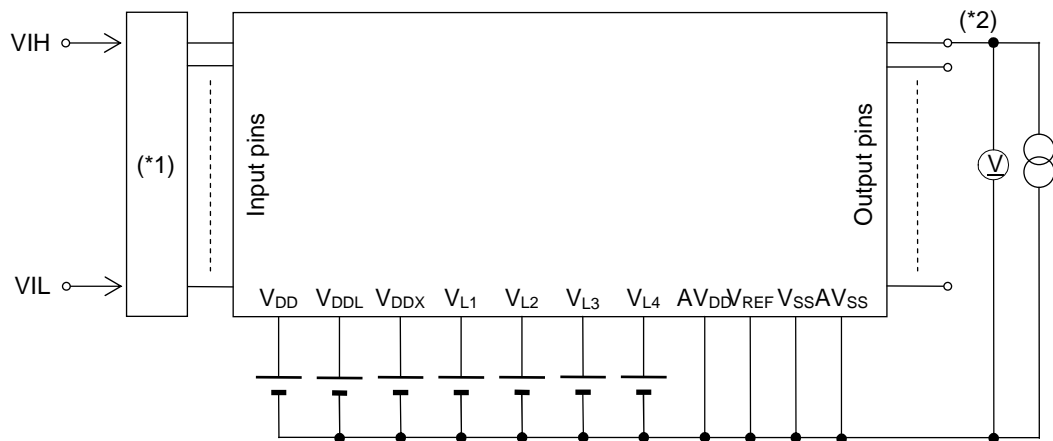 (*2)
VIH
(*1)
Input pins
Output pins
V
VIL
VDD VDDL VDDX VL1 VL2 VL3 VL4 AVDD VREF VSS AVSS